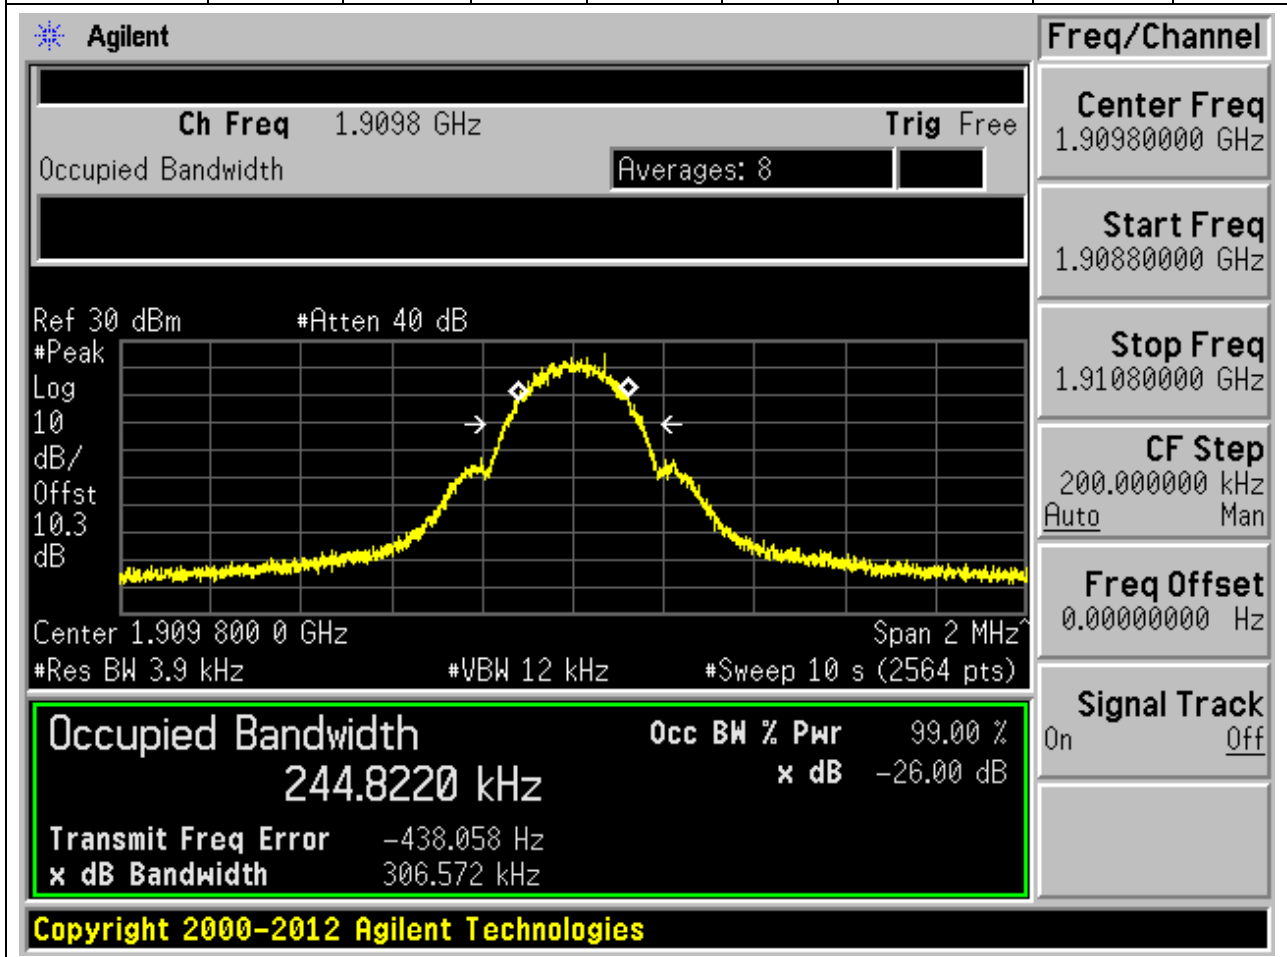 Agilent
Freq/Channel
Ch Freq 1.9098 GHz Trig Free
Occupied Bandwidth Averages: 8
Center Freq
1.90980000 GHz
Start Freq
1.90880000 GHz
Stop Freq
1.91080000 GHz
CF Step
200.000000 kHz
Auto Man
Freq Offset
0.00000000 Hz
Signal Track
On Off
Ref 30 dBm #Atten 40 dB
#Peak
Log
10
dB/
Offst
10.3
dB
Center 1.909 800 0 GHz Span 2 MHz^
#Res BW 3.9 kHz #VBW 12 kHz #Sweep 10 s (2564 pts)
Occupied Bandwidth Occ BW % Pwr 99.00 %
244.8220 kHz x dB -26.00 dB
Transmit Freq Error -438.058 Hz
x dB Bandwidth 306.572 kHz
Copyright 2000-2012 Agilent Technologies